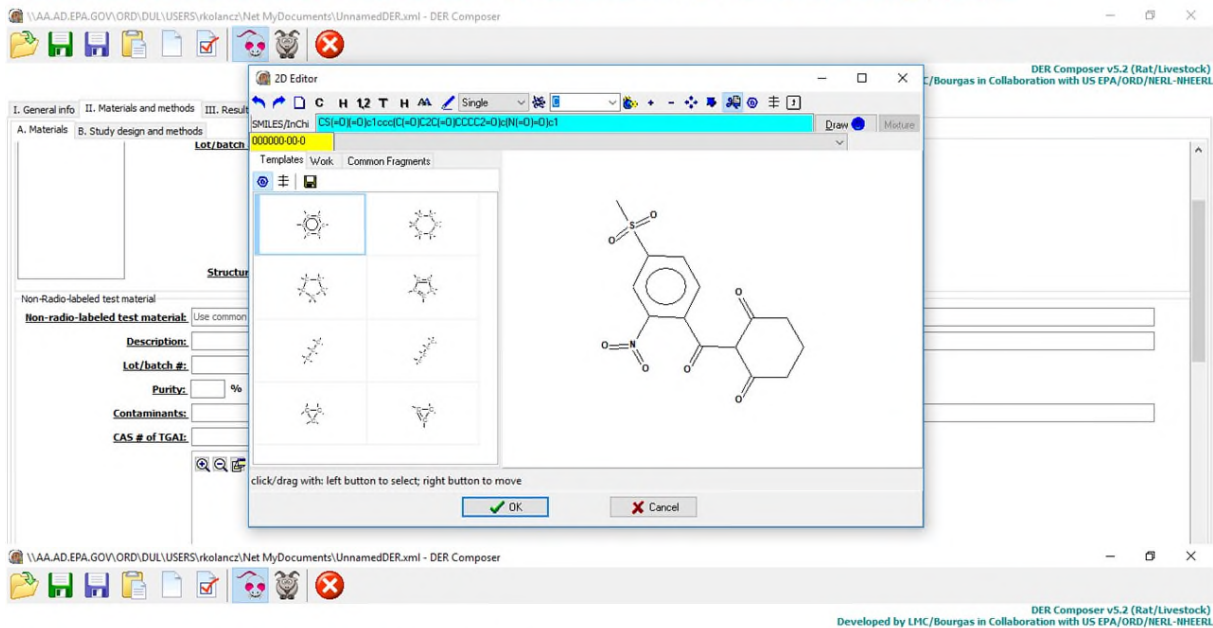 \\AA.AD.EPA.GOV\ORD\DUL\USERS\rkolancz\Net MyDocuments\UnnamedDER.xml - DER Composer
DER Composer v5.2 (Rat/Livestock)
C/Bourgas in Collaboration with US EPA/ORD/NERL-NHEERL
2D Editor
I. General info II. Materials and methods III. Result
C H 1,2 T H AA Single C
A. Materials B. Study design and methods
SMILES/InChi CS(=O)(=O)c1ccc(C(=O)C2C(=O)CCCC2=O)c(N(=O)=O)c1 Draw Mixture
Lot/batch 000000-00-0
Templates Work Common Fragments
Structur
Non-Radio-labeled test material
Non-radio-labeled test material: Use common
Description:
Lot/batch #:
Purity: %
Contaminants:
CAS # of TGAI:
O
S
O
O
O N
O O
O
click/drag with: left button to select; right button to move
OK Cancel
\\AA.AD.EPA.GOV\ORD\DUL\USERS\rkolancz\Net MyDocuments\UnnamedDER.xml - DER Composer
DER Composer v5.2 (Rat/Livestock)
Developed by LMC/Bourgas in Collaboration with US EPA/ORD/NERL-NHEERL